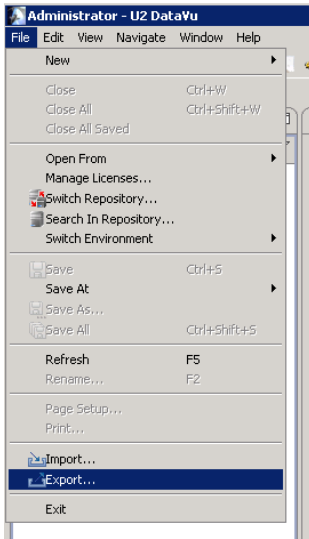 Administrator - U2 DataVu
File Edit View Navigate Window Help
New
Close Ctrl+W
Close All Ctrl+Shift+W
Close All Saved
Open From
Manage Licenses...
Switch Repository...
Search In Repository...
Switch Environment
Save Ctrl+S
Save At
Save As...
Save All Ctrl+Shift+S
Refresh F5
Rename... F2
Page Setup...
Print...
Import...
Export...
Exit